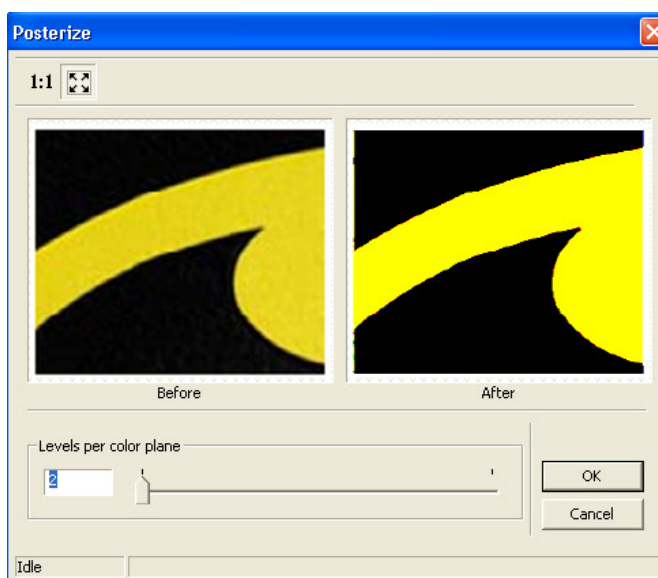 Posterize
1:1
Before
After
Levels per color plane
2
OK
Cancel
Idle